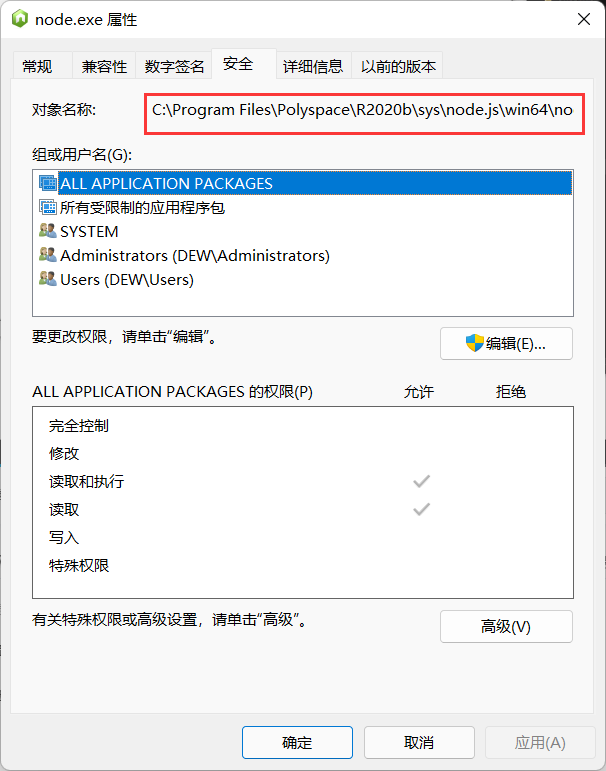 node.exe 属性
常规 兼容性 数字签名 安全 详细信息 以前的版本
对象名称: C:\Program Files\Polyspace\R2020b\sys\node.js\win64\no
组或用户名(G):
ALL APPLICATION PACKAGES
所有受限制的应用程序包
SYSTEM
Administrators (DEW\Administrators)
Users (DEW\Users)
要更改权限，请单击“编辑”。
编辑(E)...
ALL APPLICATION PACKAGES 的权限(P) 允许 拒绝
完全控制
修改
读取和执行
读取
写入
特殊权限
有关特殊权限或高级设置，请单击“高级”。
高级(V)
确定 取消 应用(A)